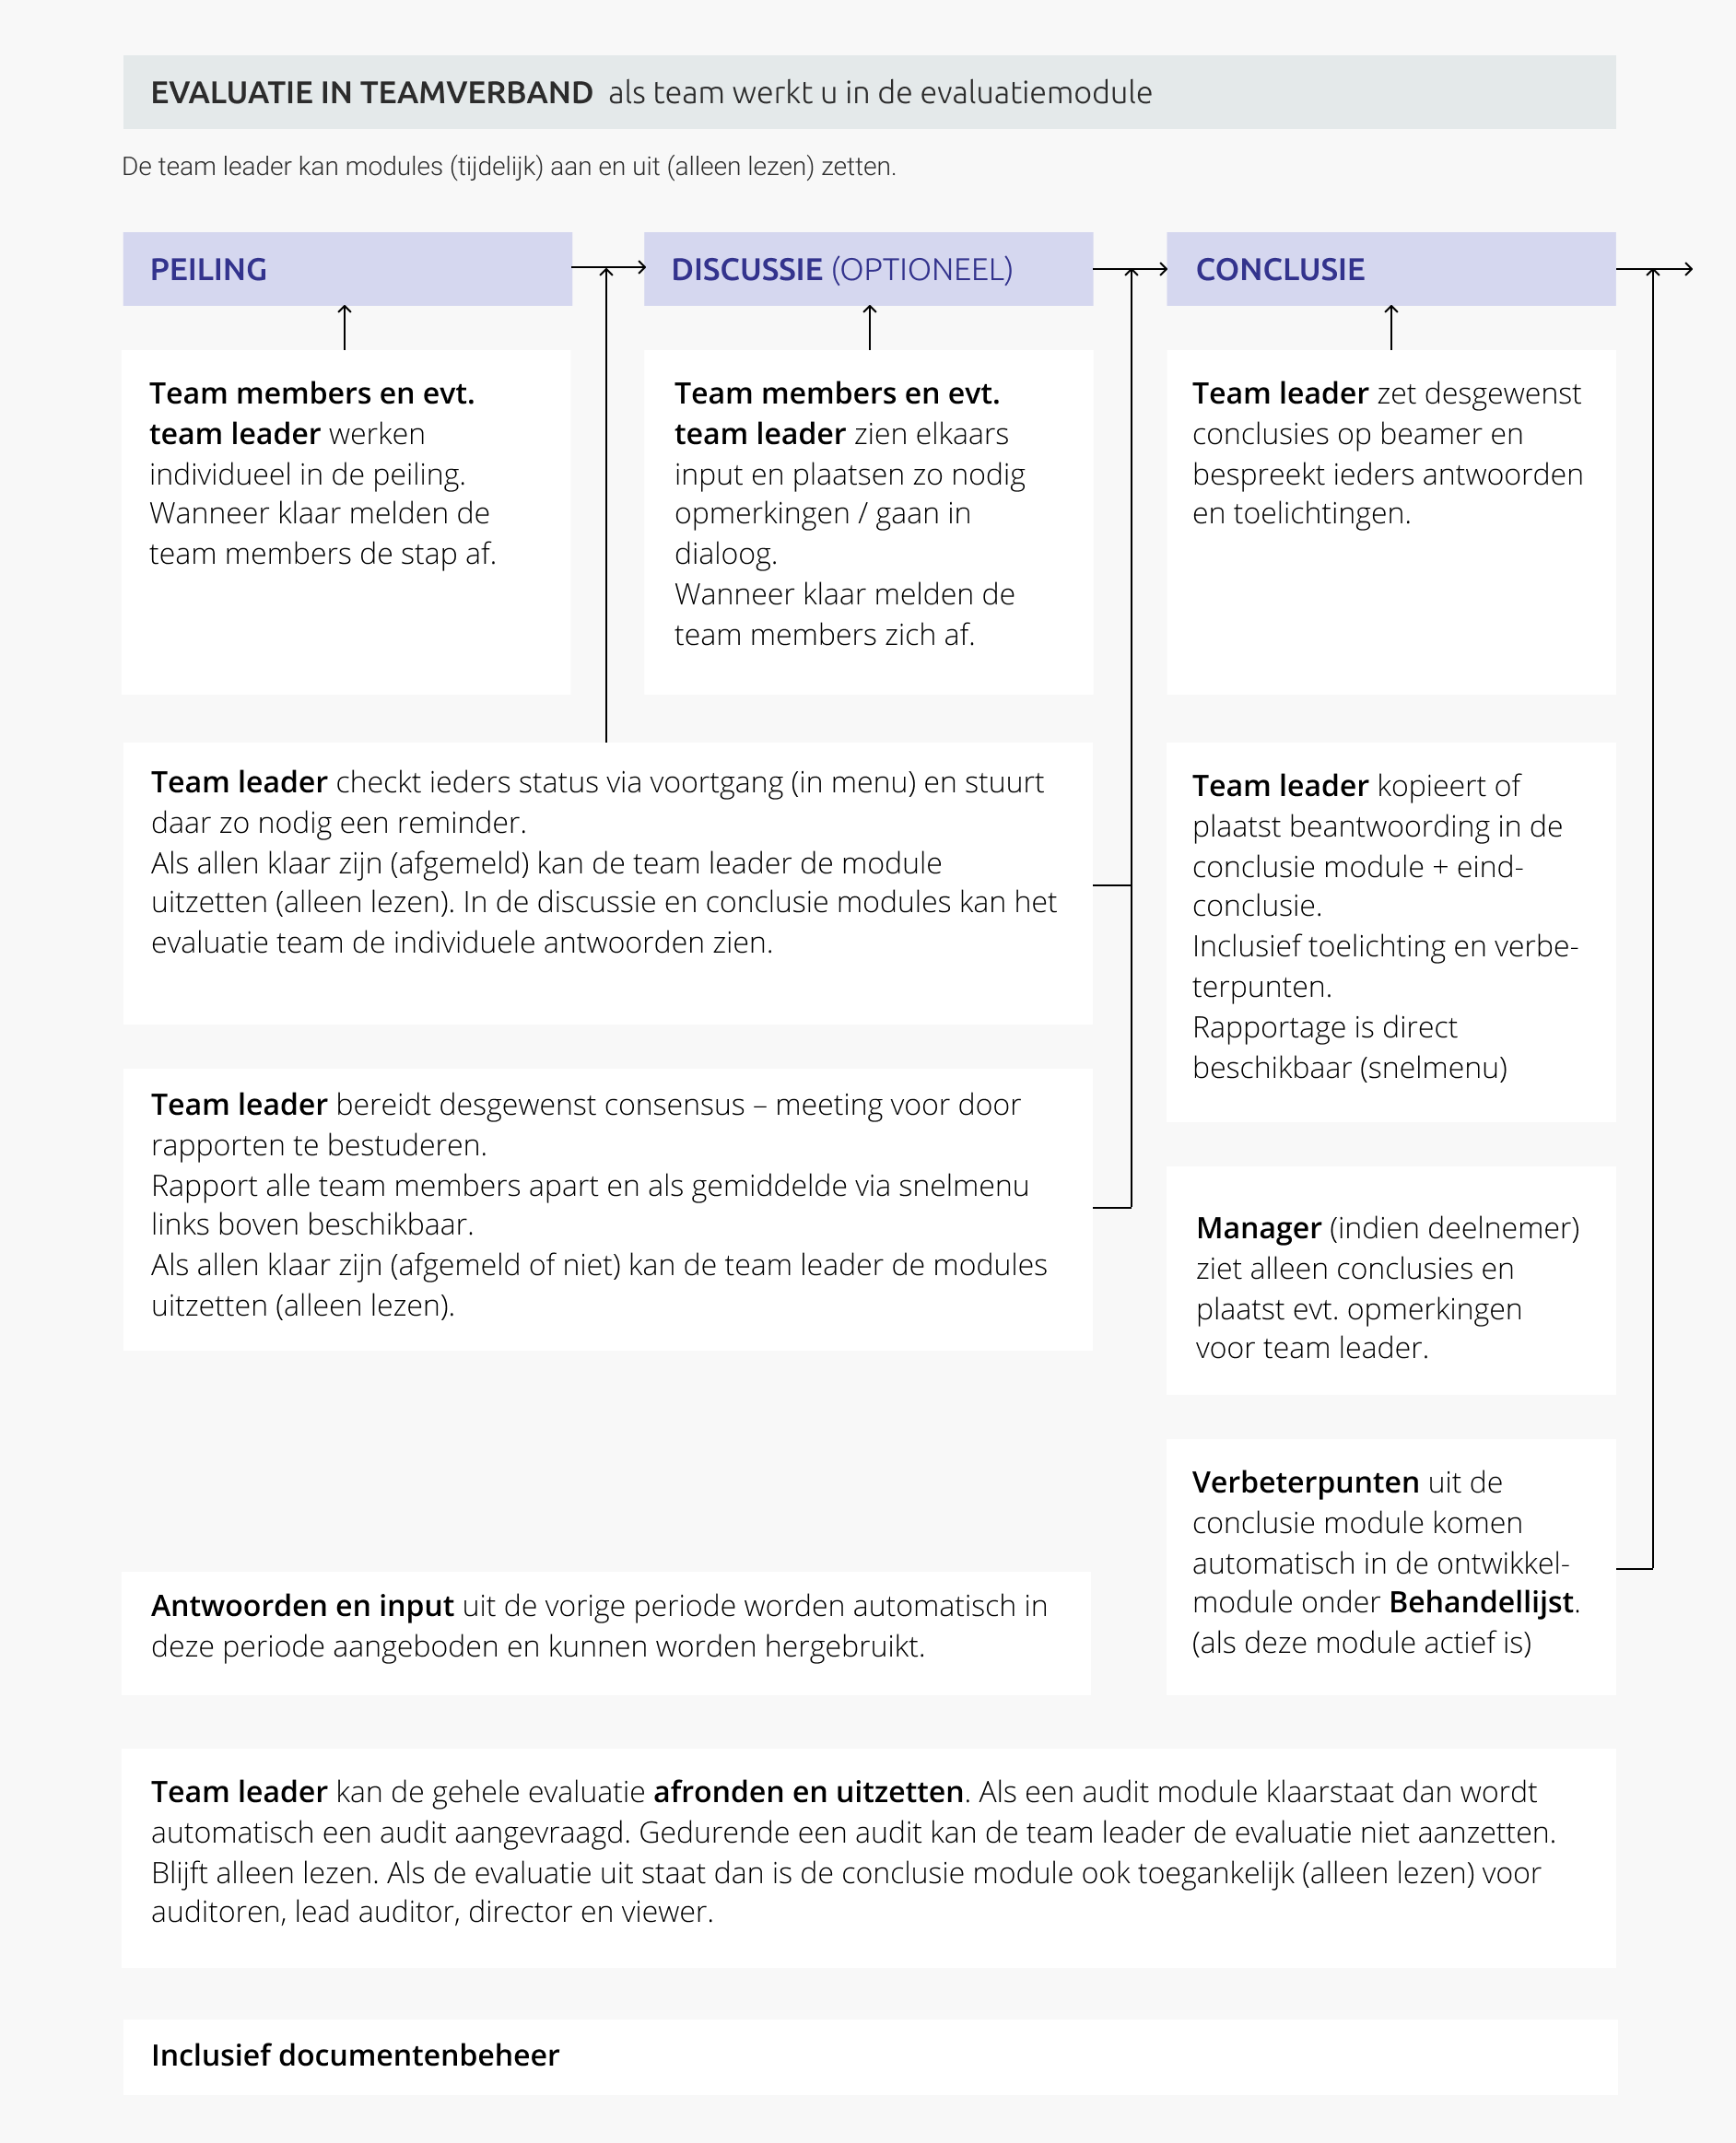 EVALUATIE IN TEAMVERBAND als team werkt u in de evaluatiemodule
De team leader kan modules (tijdelijk) aan en uit (alleen lezen) zetten.
PEILING
DISCUSSIE (OPTIONEEL)
CONCLUSIE
Team members en evt.
team leader werken
individueel in de peiling.
Wanneer klaar melden de
team members de stap af.
Team members en evt.
team leader zien elkaars
input en plaatsen zo nodig
opmerkingen / gaan in
dialoog.
Wanneer klaar melden de
team members zich af.
Team leader zet desgewenst
conclusies op beamer en
bespreekt ieders antwoorden
en toelichtingen.
Team leader checkt ieders status via voortgang (in menu) en stuurt
daar zo nodig een reminder.
Als allen klaar zijn (afgemeld) kan de team leader de module
uitzetten (alleen lezen). In de discussie en conclusie modules kan het
evaluatie team de individuele antwoorden zien.
Team leader kopieert of
plaatst beantwoording in de
conclusie module + eind-
conclusie.
Inclusief toelichting en verbe-
terpunten.
Rapportage is direct
beschikbaar (snelmenu)
Team leader bereidt desgewenst consensus – meeting voor door
rapporten te bestuderen.
Rapport alle team members apart en als gemiddelde via snelmenu
links boven beschikbaar.
Als allen klaar zijn (afgemeld of niet) kan de team leader de modules
uitzetten (alleen lezen).
Manager (indien deelnemer)
ziet alleen conclusies en
plaatst evt. opmerkingen
voor team leader.
Verbeterpunten uit de
conclusie module komen
automatisch in de ontwikkel-
module onder Behandellijst.
(als deze module actief is)
Antwoorden en input uit de vorige periode worden automatisch in
deze periode aangeboden en kunnen worden hergebruikt.
Team leader kan de gehele evaluatie afronden en uitzetten. Als een audit module klaarstaat dan wordt
automatisch een audit aangevraagd. Gedurende een audit kan de team leader de evaluatie niet aanzetten.
Blijft alleen lezen. Als de evaluatie uit staat dan is de conclusie module ook toegankelijk (alleen lezen) voor
auditoren, lead auditor, director en viewer.
Inclusief documentenbeheer